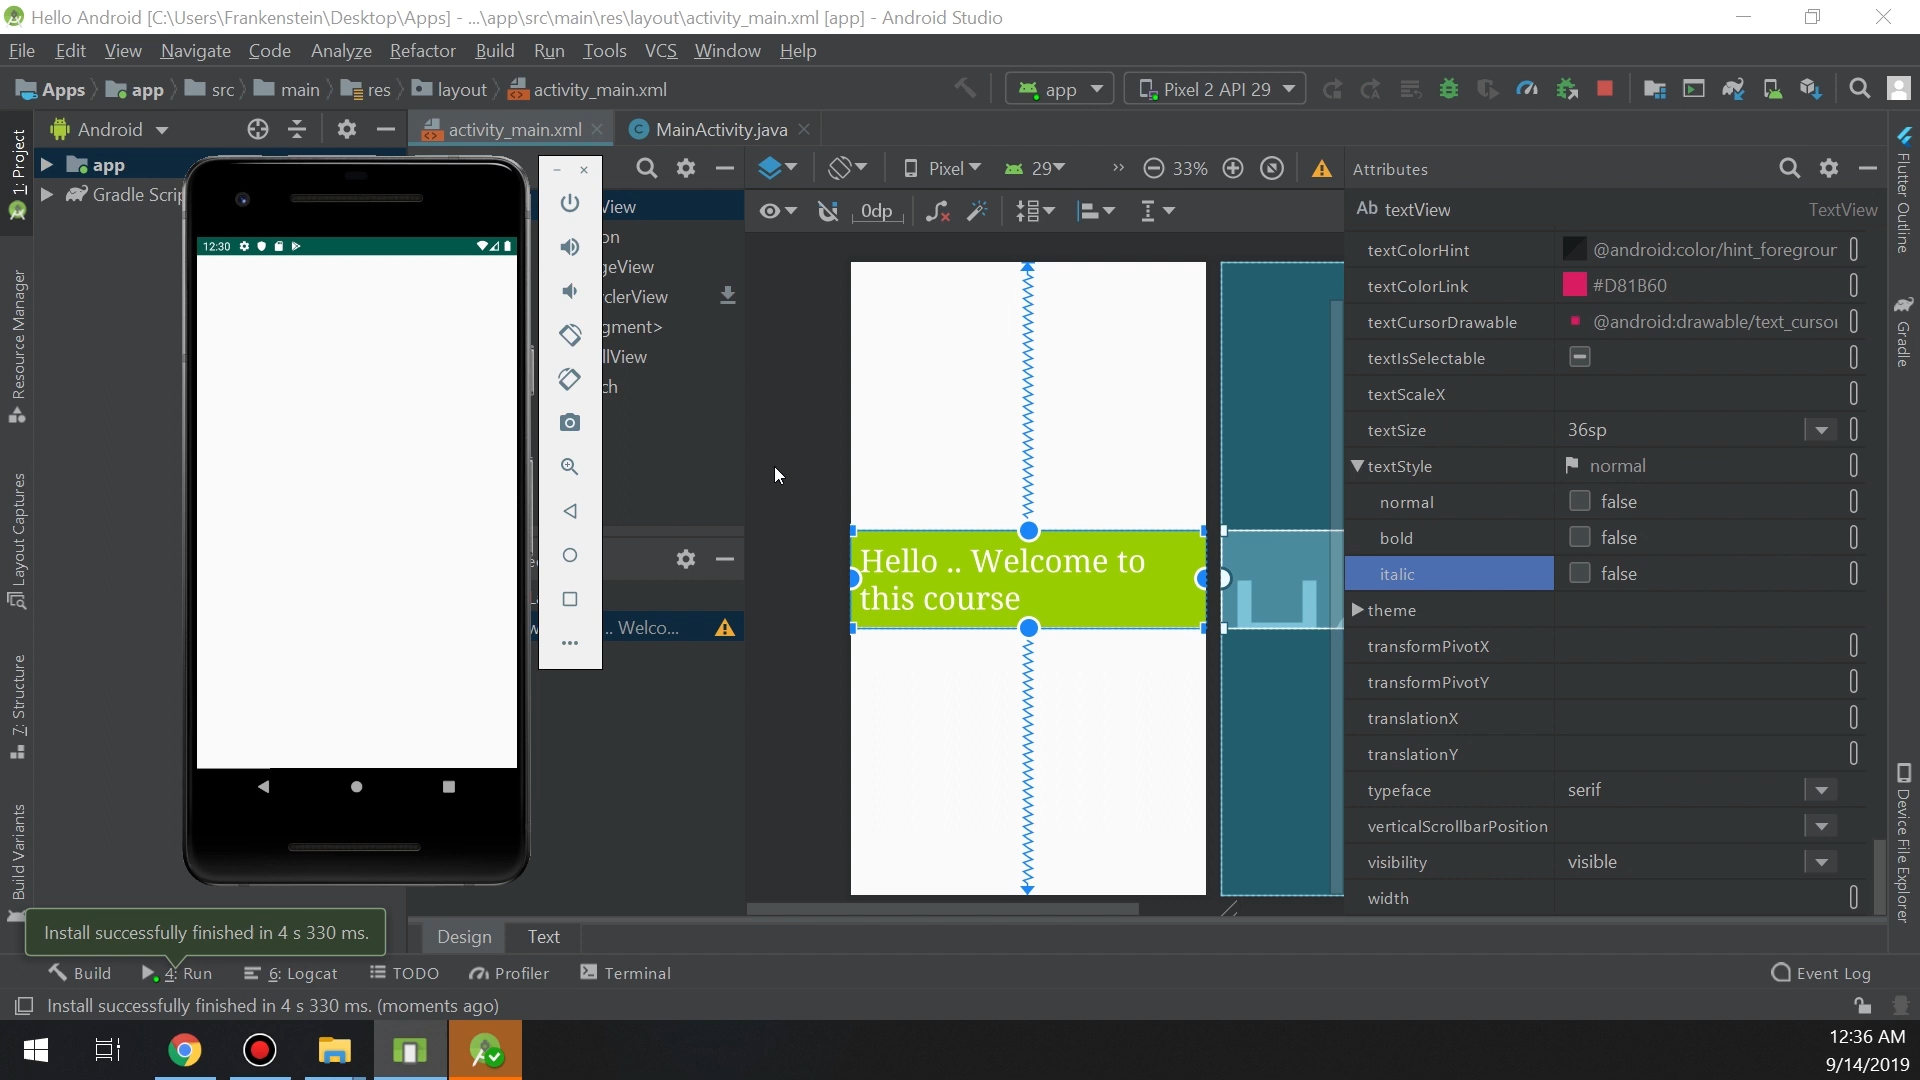 Hello Android [C:\Users\Frankenstein\Desktop\Apps] - ...\app\src\main\res\layout\activity_main.xml [app] - Android Studio
File Edit View Navigate Code Analyze Refactor Build Run Tools VCS Window Help
Apps app src main res layout activity_main.xml app Pixel 2 API 29
1: Project
Resource Manager
Layout Captures
7: Structure
Build Variants
Android
app
Gradle Scrip
activity_main.xml
MainActivity.java
12:30
View
on
geView
clerView
gment>
llView
ch
.. Welco...
Pixel 29 33%
0dp
Hello .. Welcome to
this course
Attributes
Ab textView TextView
textColorHint @android:color/hint_foregrour
textColorLink #D81B60
textCursorDrawable @android:drawable/text_cursor
textIsSelectable
textScaleX
textSize 36sp
textStyle normal
normal false
bold false
italic false
theme
transformPivotX
transformPivotY
translationX
translationY
typeface serif
verticalScrollbarPosition
visibility visible
width
Flutter Outline
Gradle
Device File Explorer
Design Text
Install successfully finished in 4 s 330 ms.
Build 4: Run 6: Logcat TODO Profiler Terminal Event Log
Install successfully finished in 4 s 330 ms. (moments ago)
12:36 AM
9/14/2019